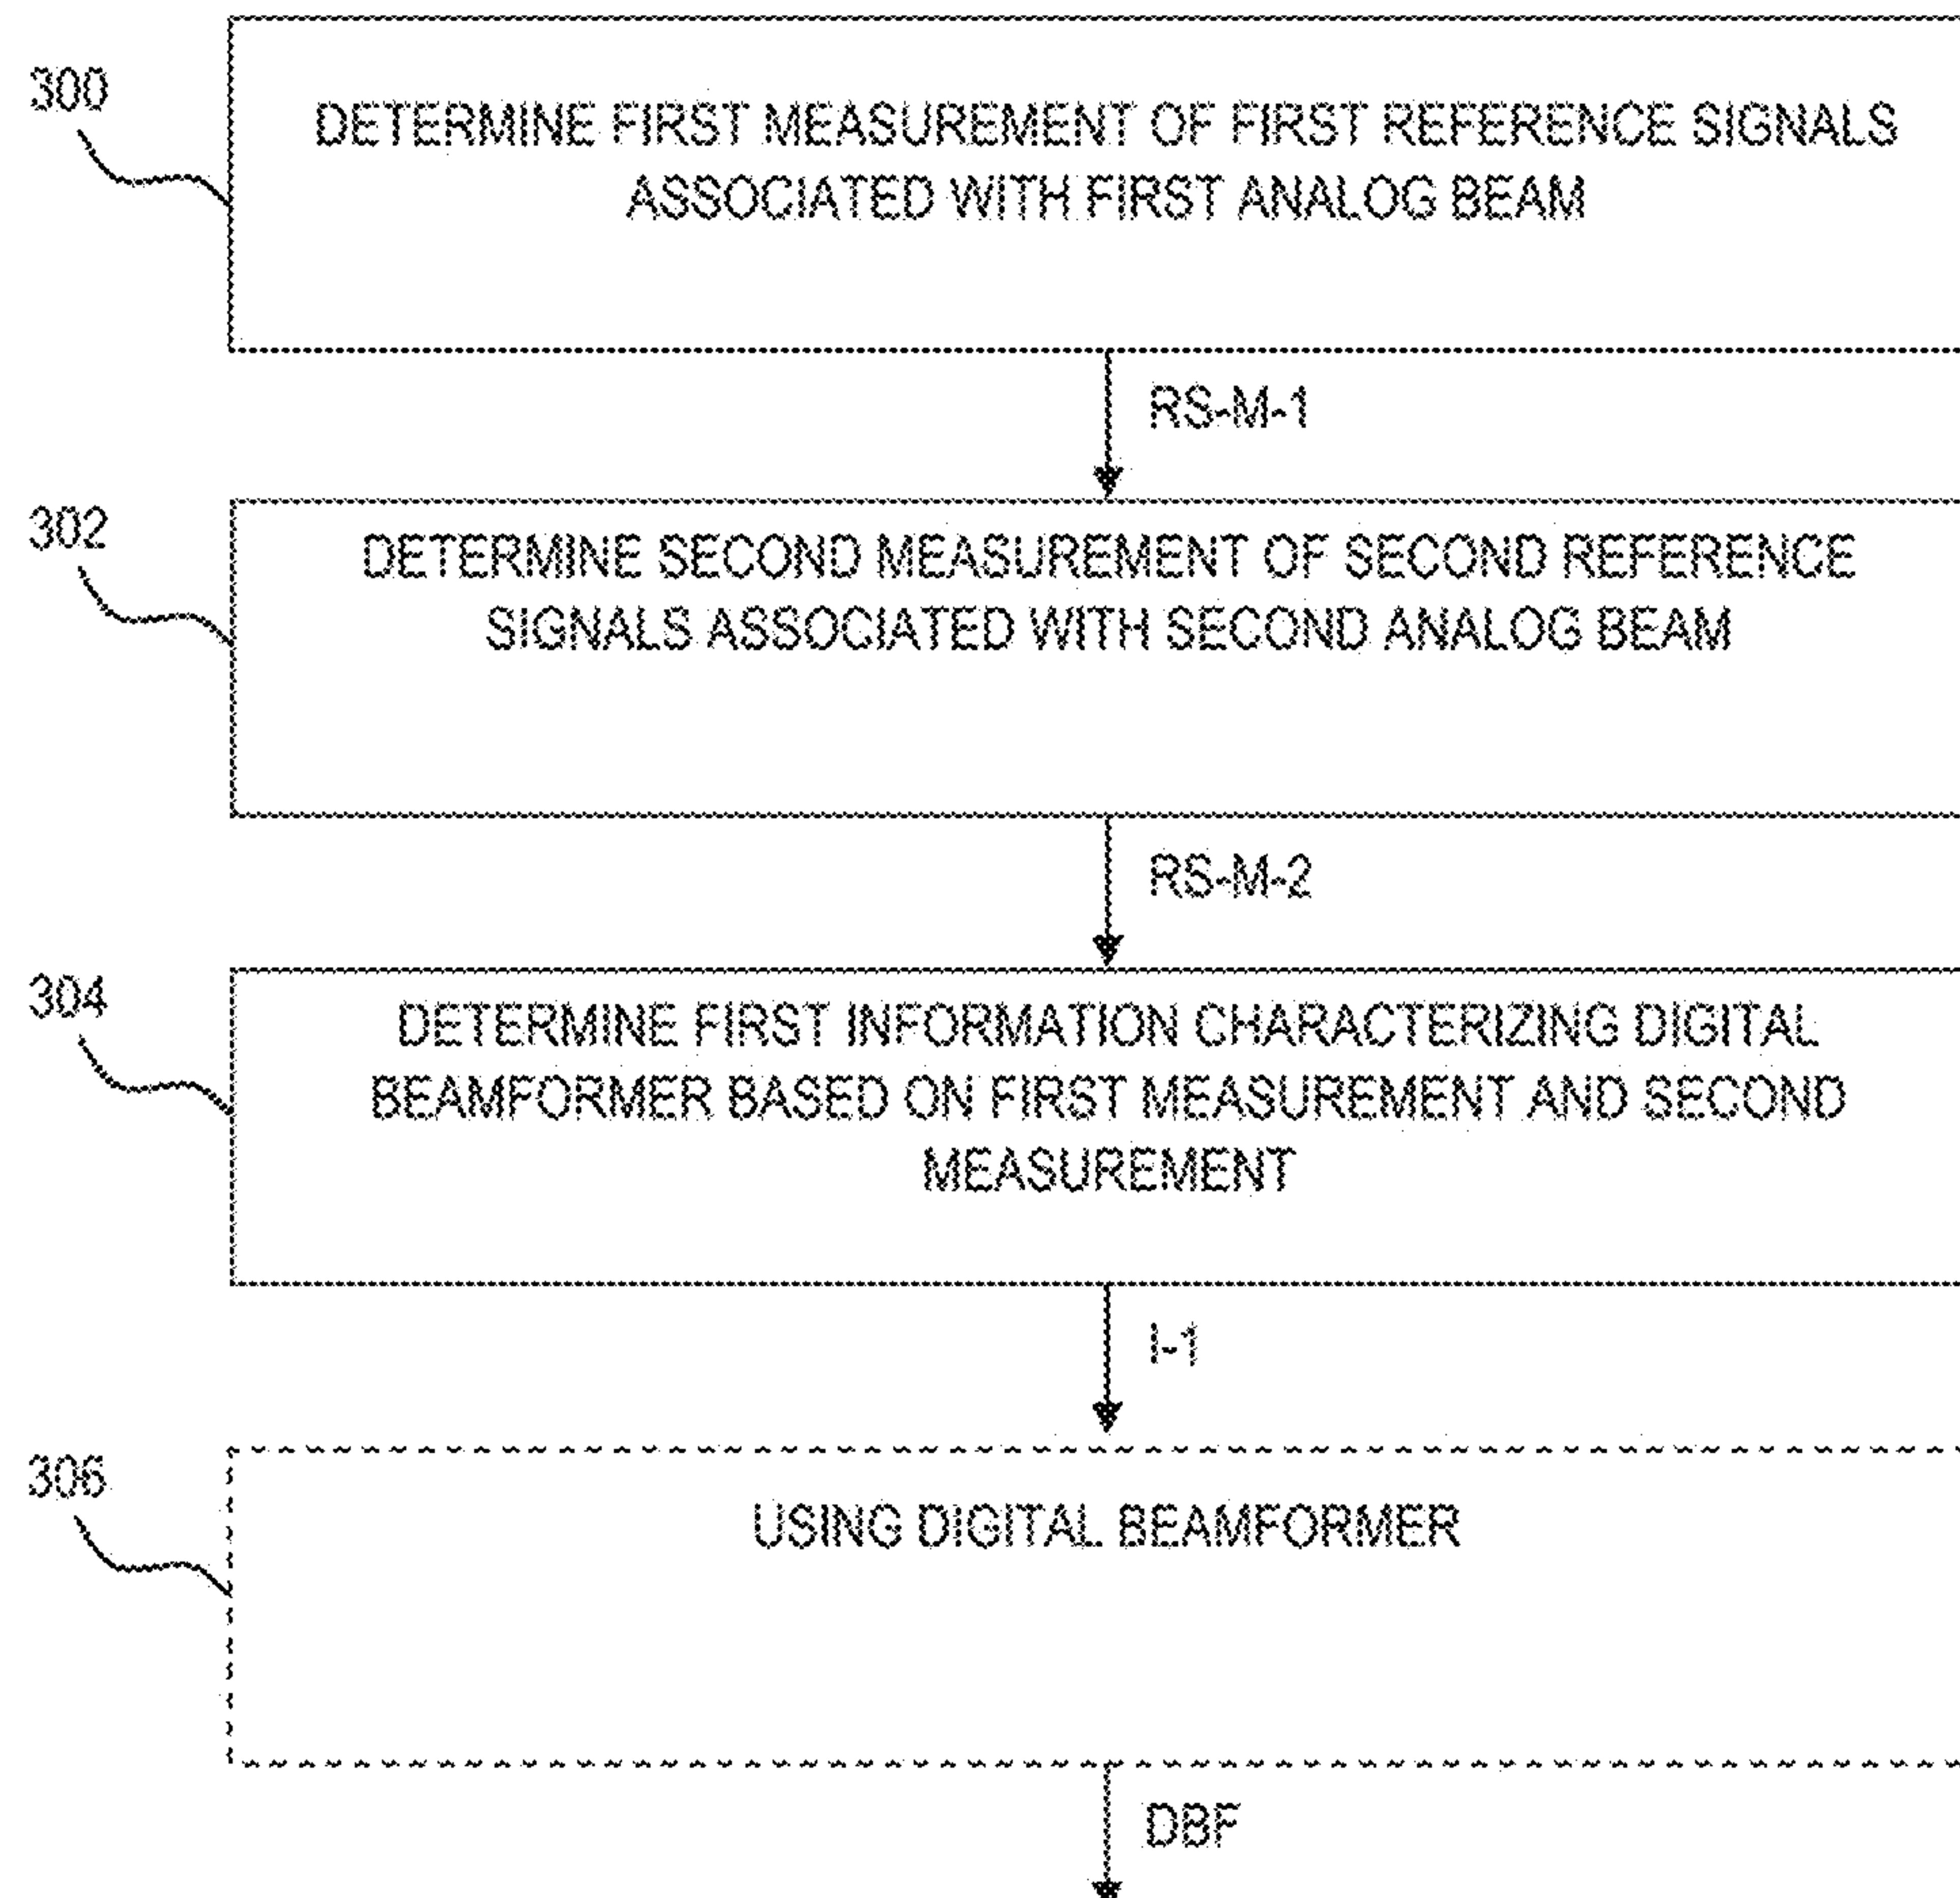 300
DETERMINE FIRST MEASUREMENT OF FIRST REFERENCE SIGNALS
ASSOCIATED WITH FIRST ANALOG BEAM
RS-M-1
302
DETERMINE SECOND MEASUREMENT OF SECOND REFERENCE
SIGNALS ASSOCIATED WITH SECOND ANALOG BEAM
RS-M-2
304
DETERMINE FIRST INFORMATION CHARACTERIZING DIGITAL
BEAMFORMER BASED ON FIRST MEASUREMENT AND SECOND
MEASUREMENT
I-1
306
USING DIGITAL BEAMFORMER
DBF